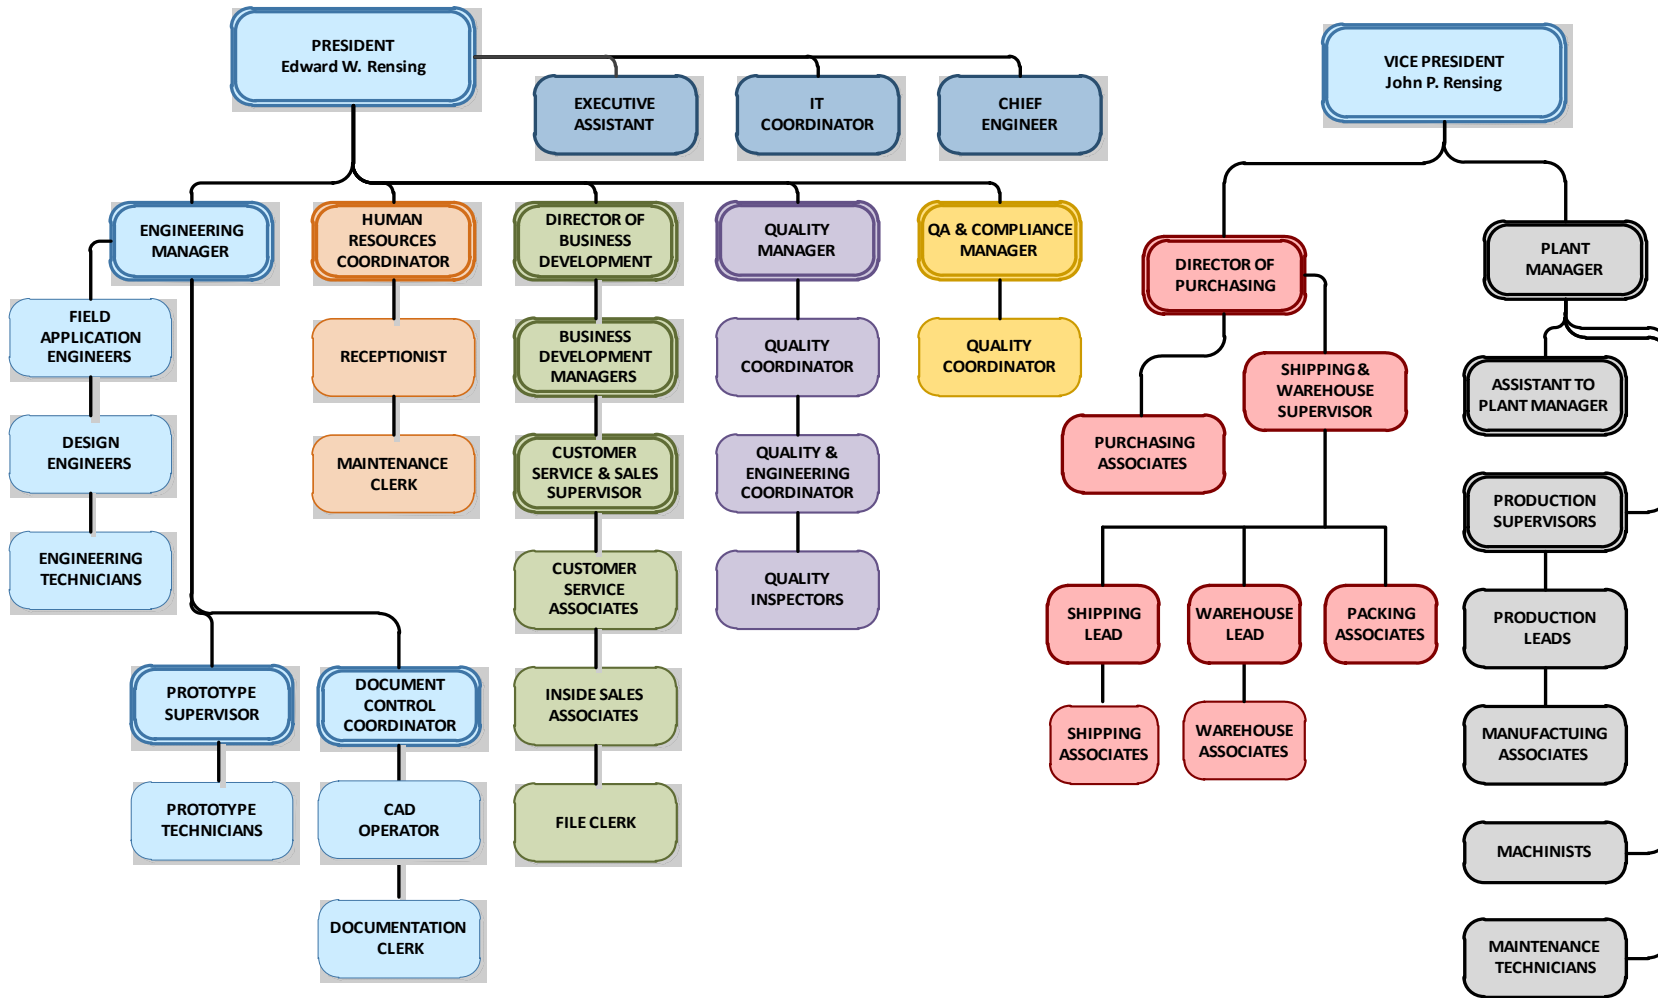 PRESIDENT
Edward W. Rensing
EXECUTIVE
ASSISTANT
IT
COORDINATOR
CHIEF
ENGINEER
VICE PRESIDENT
John P. Rensing
ENGINEERING
MANAGER
HUMAN
RESOURCES
COORDINATOR
DIRECTOR OF
BUSINESS
DEVELOPMENT
QUALITY
MANAGER
QA & COMPLIANCE
MANAGER
DIRECTOR OF
PURCHASING
PLANT
MANAGER
FIELD
APPLICATION
ENGINEERS
RECEPTIONIST
BUSINESS
DEVELOPMENT
MANAGERS
QUALITY
COORDINATOR
QUALITY
COORDINATOR
SHIPPING &
WAREHOUSE
SUPERVISOR
ASSISTANT TO
PLANT MANAGER
DESIGN
ENGINEERS
MAINTENANCE
CLERK
CUSTOMER
SERVICE & SALES
SUPERVISOR
QUALITY &
ENGINEERING
COORDINATOR
PURCHASING
ASSOCIATES
PRODUCTION
SUPERVISORS
ENGINEERING
TECHNICIANS
CUSTOMER
SERVICE
ASSOCIATES
QUALITY
INSPECTORS
SHIPPING
LEAD
WAREHOUSE
LEAD
PACKING
ASSOCIATES
PRODUCTION
LEADS
PROTOTYPE
SUPERVISOR
DOCUMENT
CONTROL
COORDINATOR
INSIDE SALES
ASSOCIATES
SHIPPING
ASSOCIATES
WAREHOUSE
ASSOCIATES
MANUFACTUING
ASSOCIATES
PROTOTYPE
TECHNICIANS
CAD
OPERATOR
FILE CLERK
MACHINISTS
DOCUMENTATION
CLERK
MAINTENANCE
TECHNICIANS